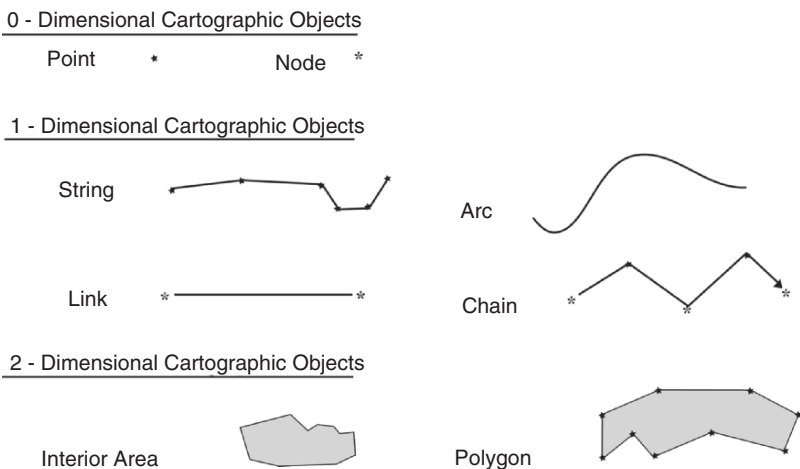 0 - Dimensional Cartographic Objects
Point * Node *
1 - Dimensional Cartographic Objects
String
Arc
Link * *
Chain * * *
2 - Dimensional Cartographic Objects
Interior Area
Polygon